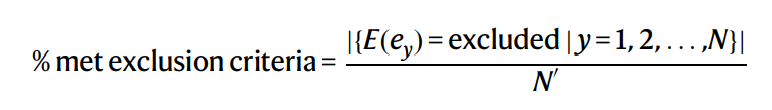 % met exclusion criteria = |{E(e_y) = excluded | y = 1, 2, . . . ,N}| / N′